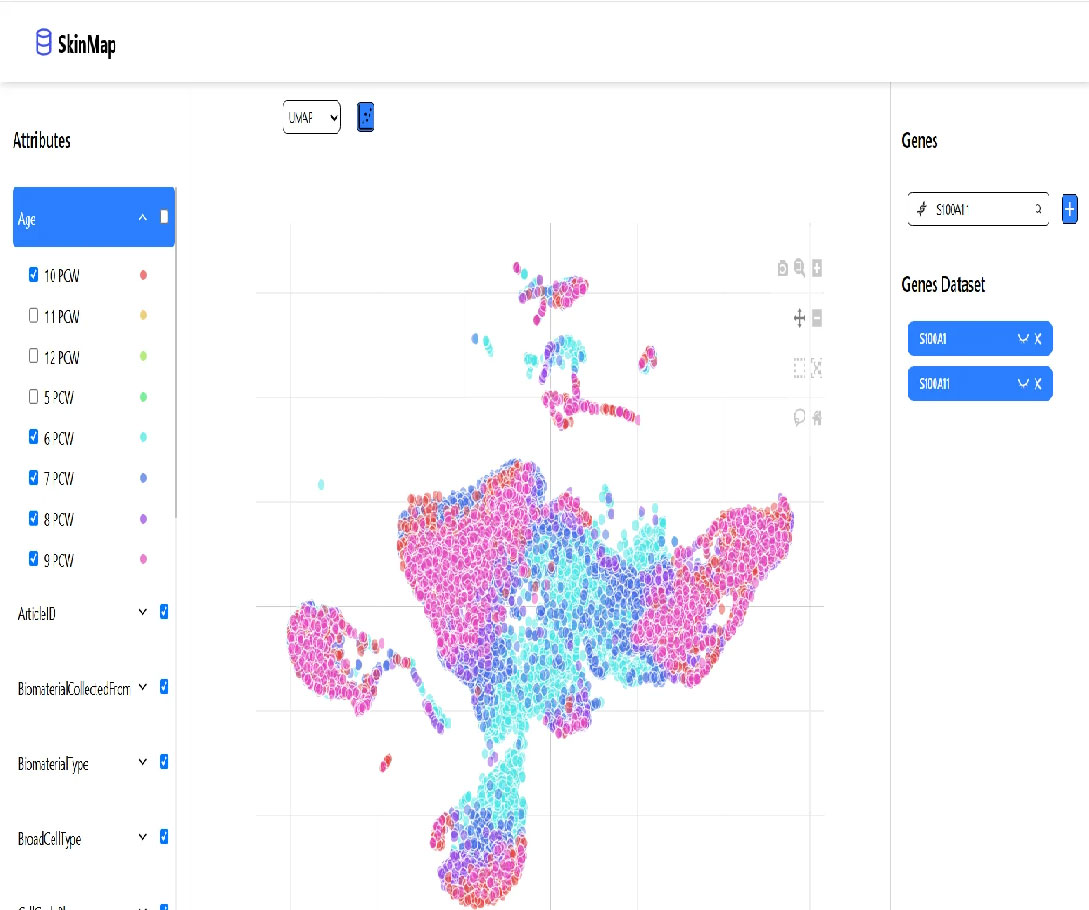 SkinMap
UMAP
Attributes
Age
10 PCW
11 PCW
12 PCW
5 PCW
6 PCW
7 PCW
8 PCW
9 PCW
ArticleID
BiomaterialCollectedFrom
BiomaterialType
BroadCellType
Genes
S100A11
Genes Dataset
S100A1
S100A11